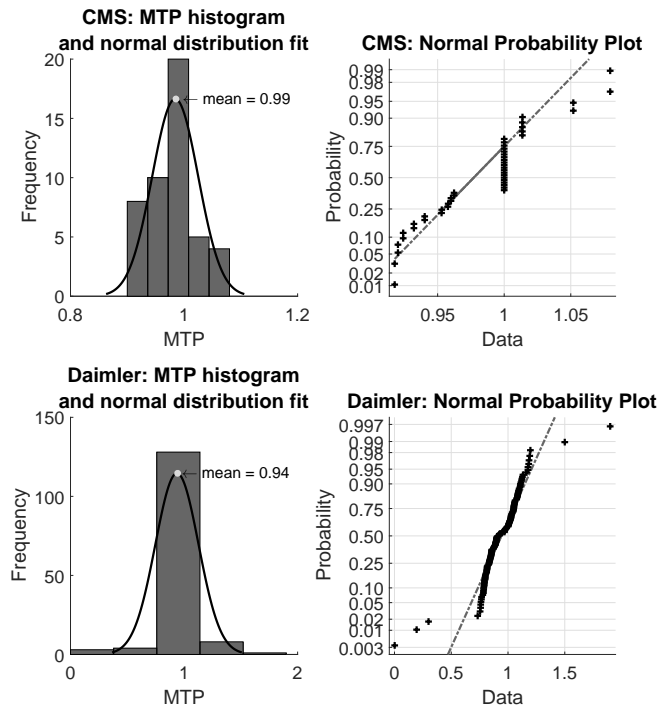 CMS: MTP histogram
and normal distribution fit
20
15
10
5
0
Frequency
← mean = 0.99
0.8
1
1.2
MTP
CMS: Normal Probability Plot
0.99
0.98
0.95
0.90
0.75
0.50
0.25
0.10
0.05
0.02
0.01
Probability
0.95
1
1.05
Data
Daimler: MTP histogram
and normal distribution fit
150
100
50
0
Frequency
← mean = 0.94
0
1
2
MTP
Daimler: Normal Probability Plot
0.997
0.99
0.98
0.95
0.90
0.75
0.50
0.25
0.10
0.05
0.02
0.01
0.003
Probability
0
0.5
1
1.5
Data